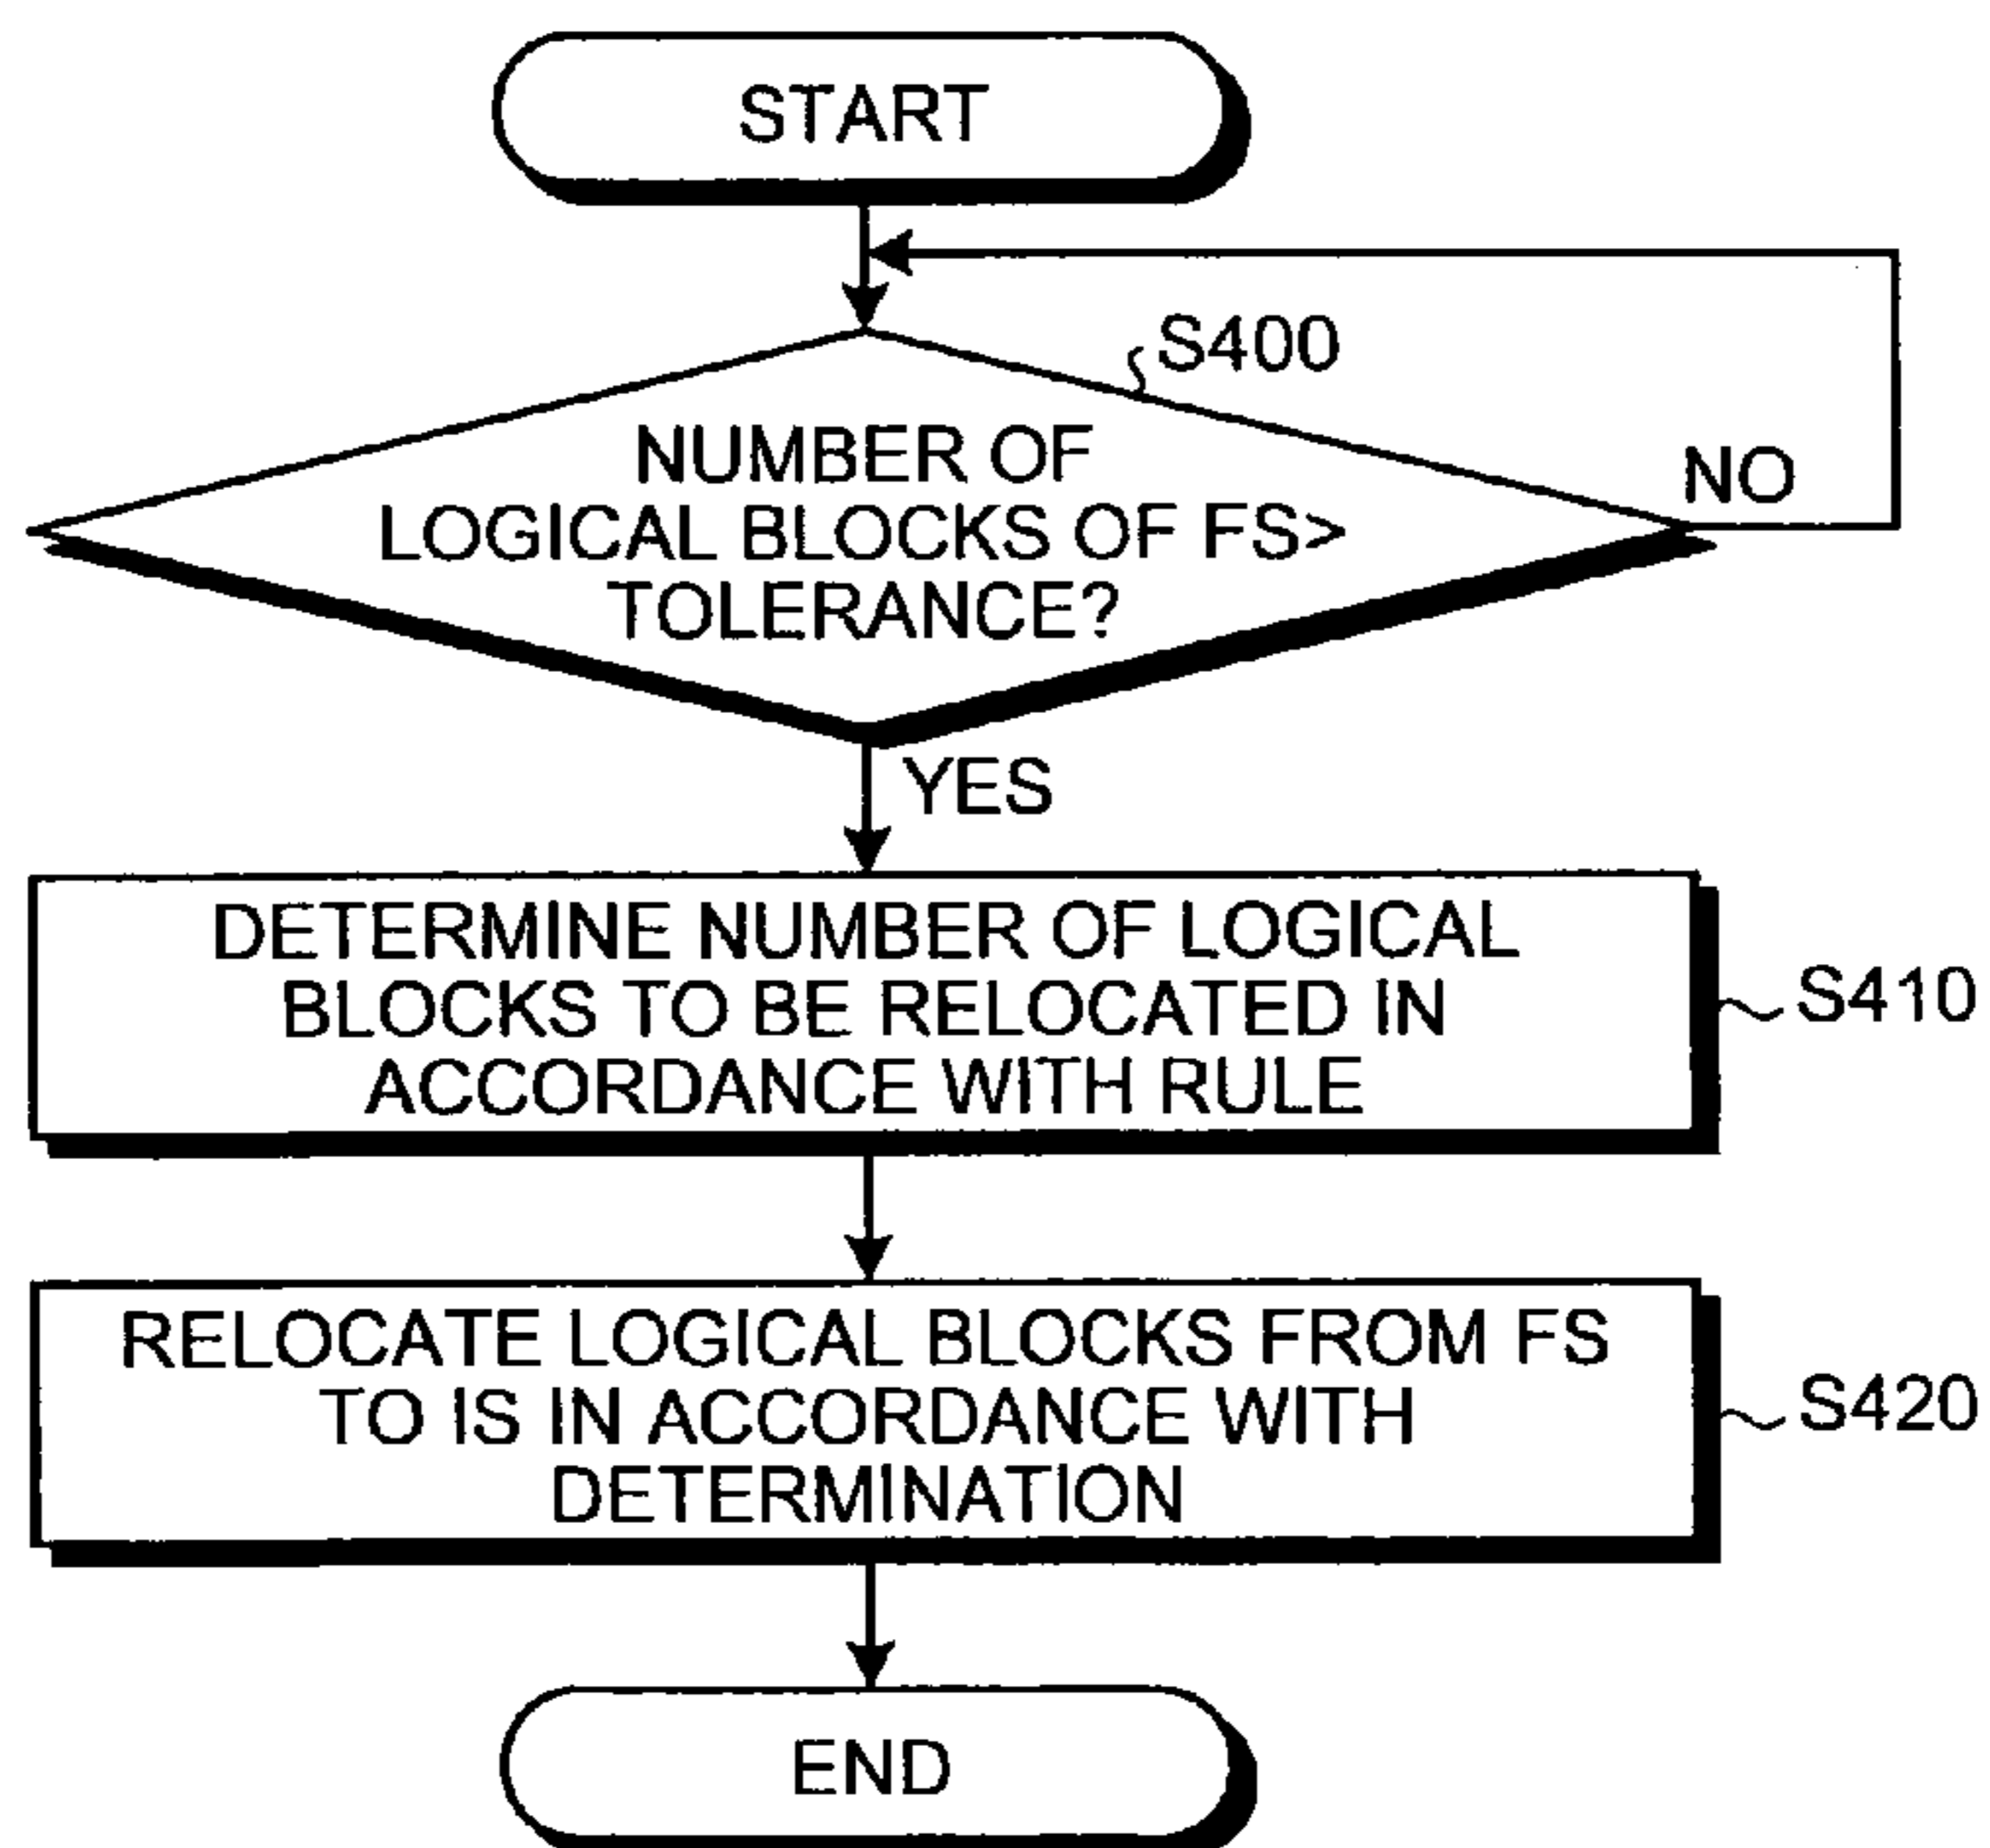 START
S400
NUMBER OF
LOGICAL BLOCKS OF FS>
TOLERANCE?
NO
YES
DETERMINE NUMBER OF LOGICAL
BLOCKS TO BE RELOCATED IN
ACCORDANCE WITH RULE
S410
RELOCATE LOGICAL BLOCKS FROM FS
TO IS IN ACCORDANCE WITH
DETERMINATION
S420
END